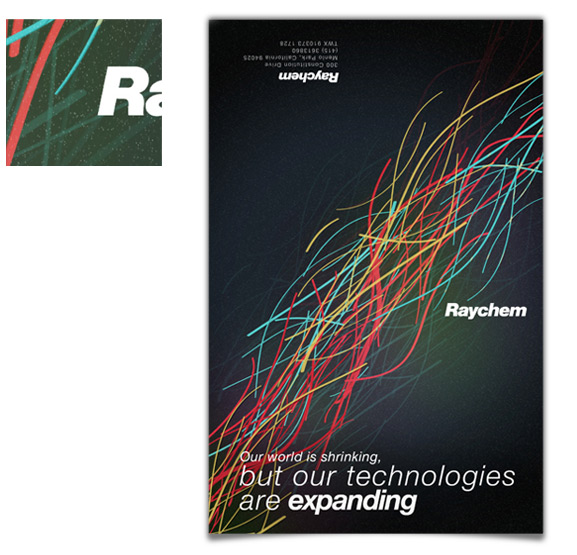 Ra
Raychem
300 Constitution Drive
Menlo Park, California 94025
(415) 3613860
TWX 910373 1728
Raychem
Our world is shrinking,
but our technologies
are expanding